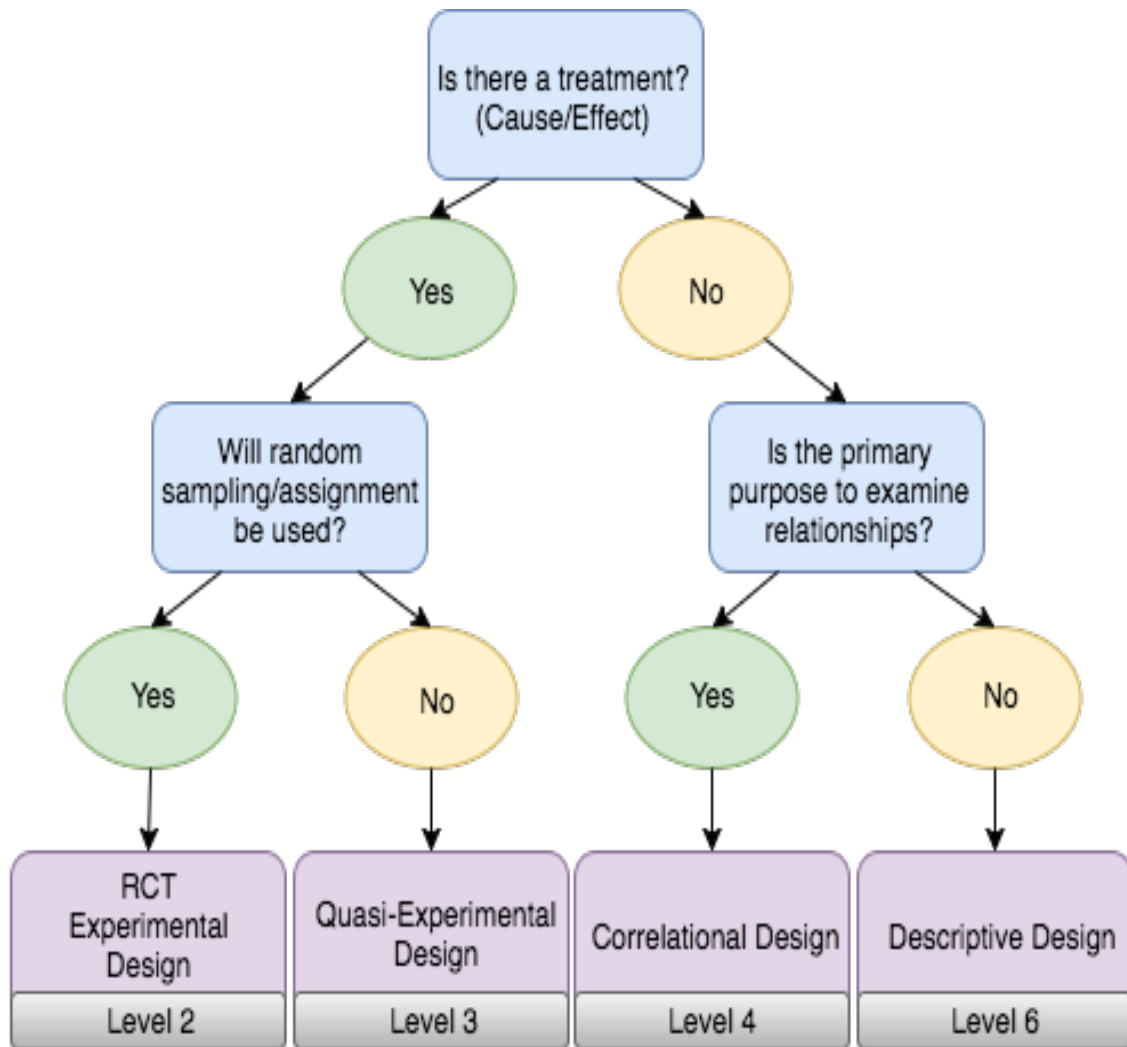 Is there a treatment?
(Cause/Effect)
Yes
No
Will random
sampling/assignment
be used?
Is the primary
purpose to examine
relationships?
Yes
No
Yes
No
RCT
Experimental
Design
Quasi-Experimental
Design
Correlational Design
Descriptive Design
Level 2
Level 3
Level 4
Level 6